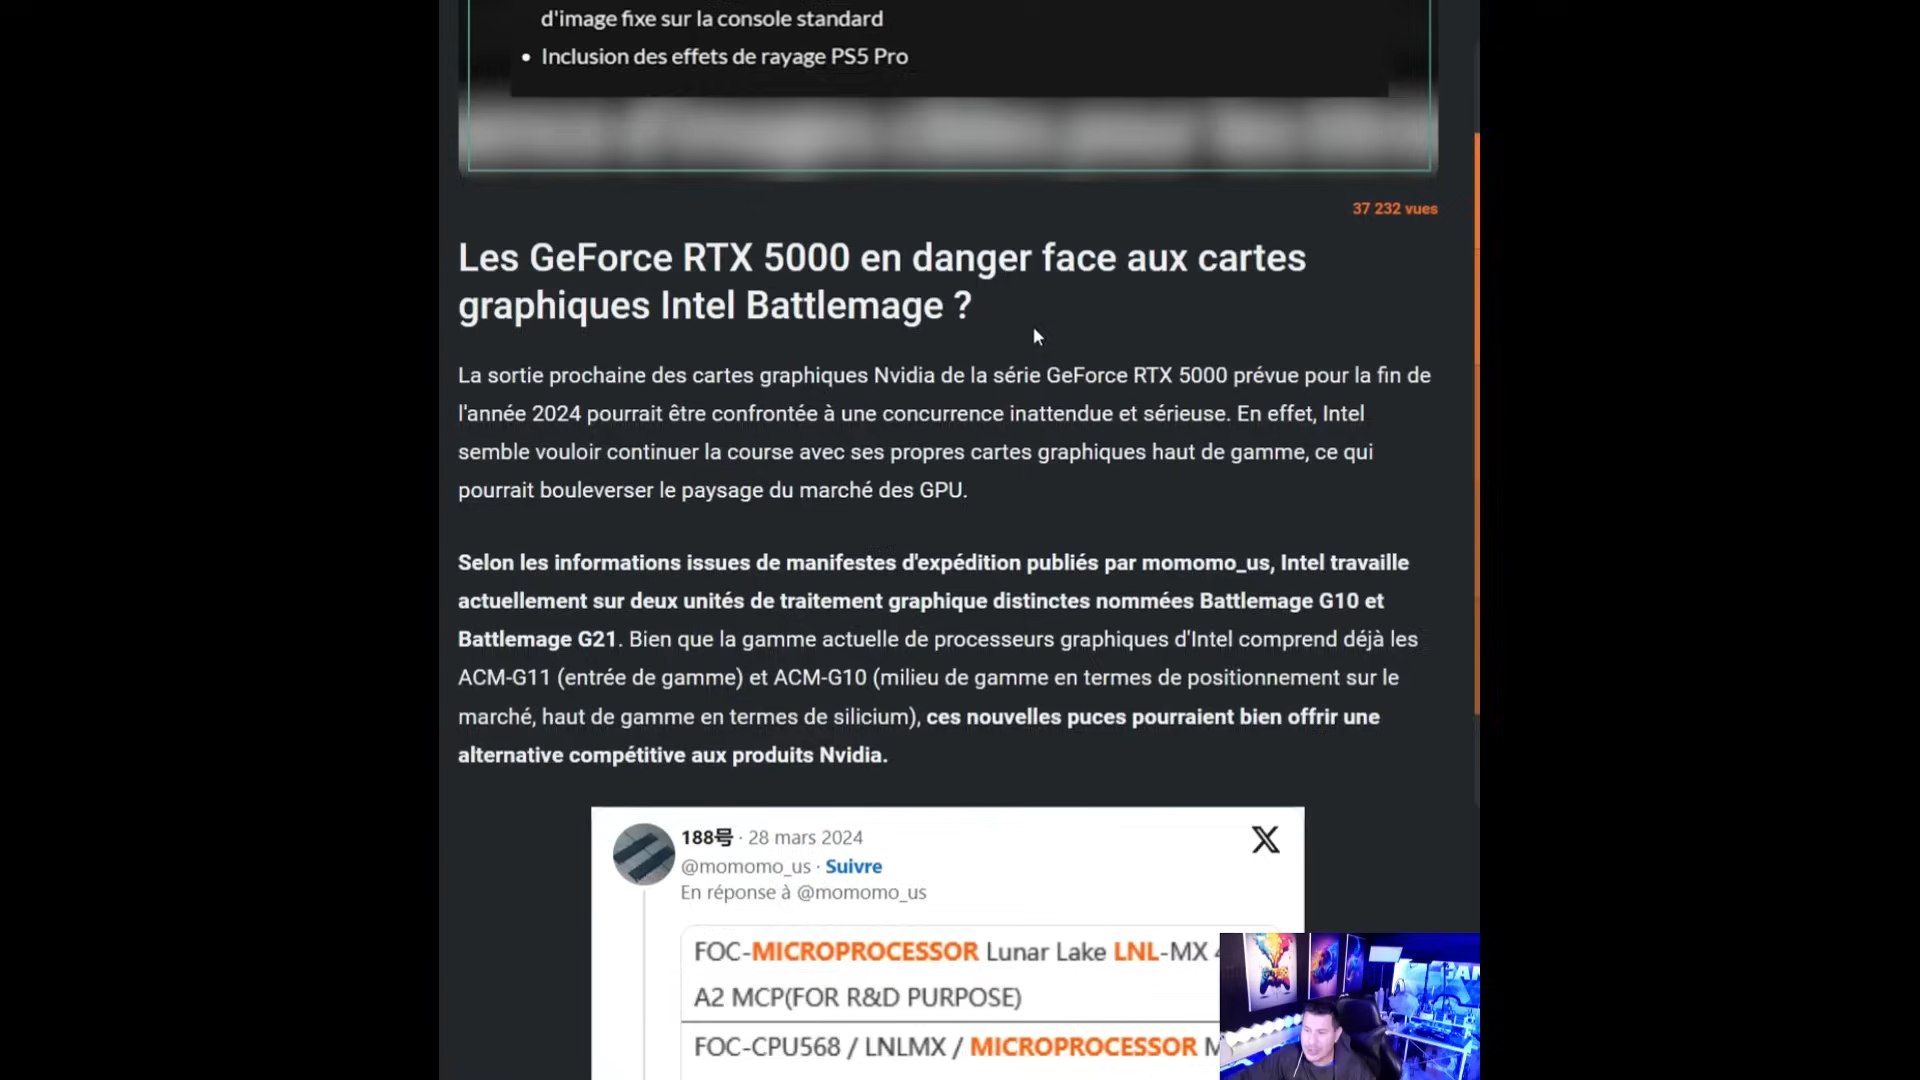 d'image fixe sur la console standard
• Inclusion des effets de rayage PS5 Pro
37 232 vues
Les GeForce RTX 5000 en danger face aux cartes
graphiques Intel Battlemage ?
La sortie prochaine des cartes graphiques Nvidia de la série GeForce RTX 5000 prévue pour la fin de
l'année 2024 pourrait être confrontée à une concurrence inattendue et sérieuse. En effet, Intel
semble vouloir continuer la course avec ses propres cartes graphiques haut de gamme, ce qui
pourrait bouleverser le paysage du marché des GPU.
Selon les informations issues de manifestes d'expédition publiés par momomo_us, Intel travaille
actuellement sur deux unités de traitement graphique distinctes nommées Battlemage G10 et
Battlemage G21. Bien que la gamme actuelle de processeurs graphiques d'Intel comprend déjà les
ACM-G11 (entrée de gamme) et ACM-G10 (milieu de gamme en termes de positionnement sur le
marché, haut de gamme en termes de silicium), ces nouvelles puces pourraient bien offrir une
alternative compétitive aux produits Nvidia.
188号 · 28 mars 2024
@momomo_us · Suivre
En réponse à @momomo_us
FOC-MICROPROCESSOR Lunar Lake LNL-MX
A2 MCP(FOR R&D PURPOSE)
FOC-CPU568 / LNLMX / MICROPROCESSOR